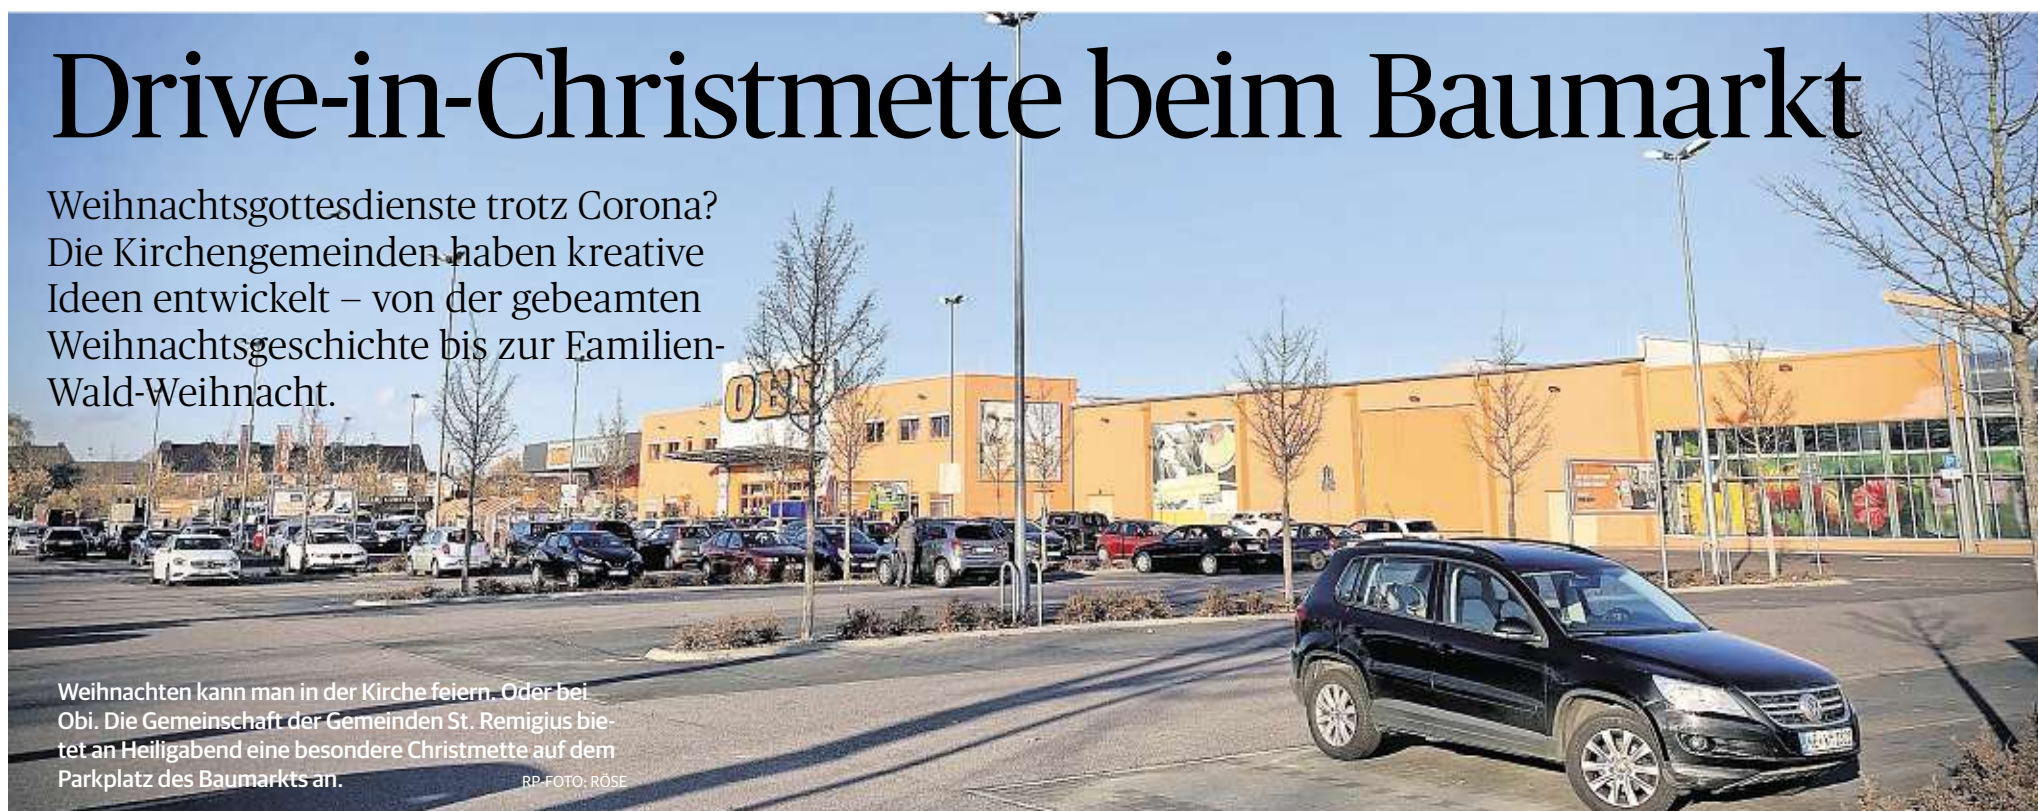 Drive-in-Christmette beim Baumarkt
Weihnachtsgottesdienste trotz Corona?
Die Kirchengemeinden haben kreative
Ideen entwickelt – von der gebeamten
Weihnachtsgeschichte bis zur Familien-
Wald-Weihnacht.
OBI
Weihnachten kann man in der Kirche feiern. Oder bei
Obi. Die Gemeinschaft der Gemeinden St. Remigius bie-
tet an Heiligabend eine besondere Christmette auf dem
Parkplatz des Baumarkts an.
RP-FOTO: RÖSE